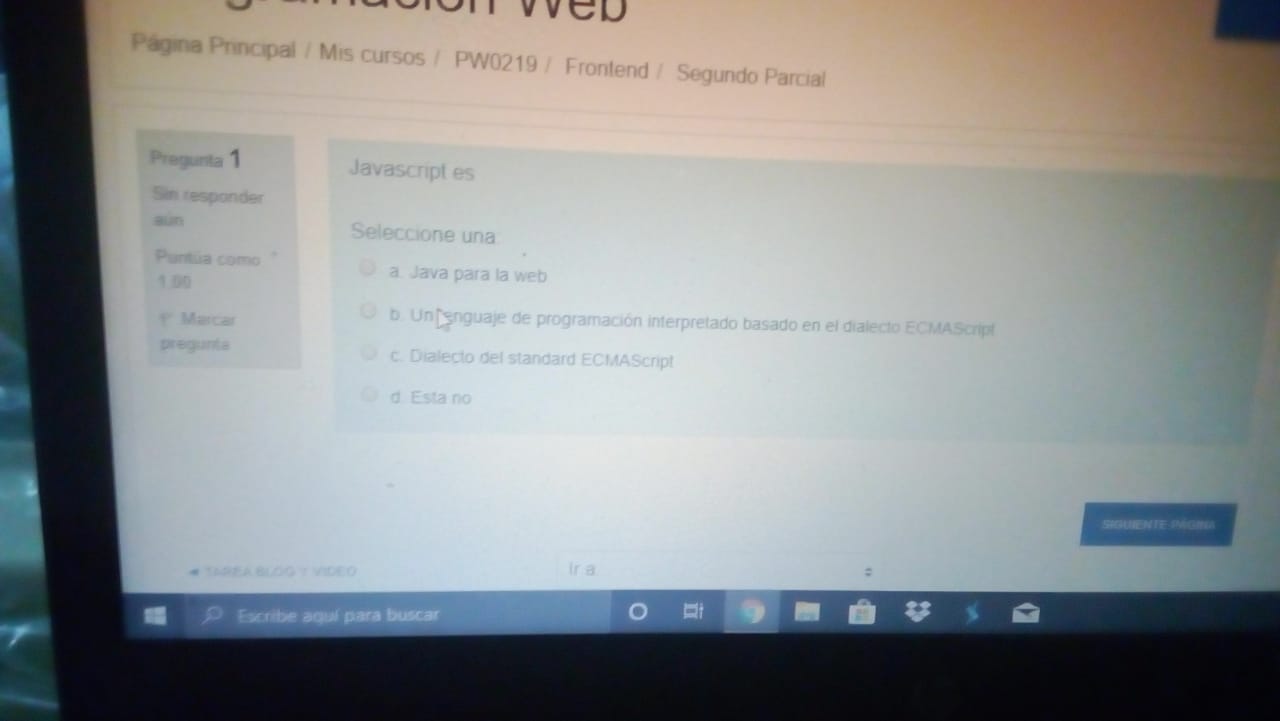 gramación Web
Página Principal / Mis cursos / PW0219 / Frontend / Segundo Parcial
Pregunta 1
Sin responder
aún
Puntúa como
1,00
Marcar
pregunta
Javascript es
Seleccione una:
a. Java para la web
b. Un lenguaje de programación interpretado basado en el dialecto ECMAScript
c. Dialecto del standard ECMAScript
d. Esta no
SIGUIENTE PÁGINA
◄ TAREA BLOG Y VIDEO
Ir a
Escribe aquí para buscar